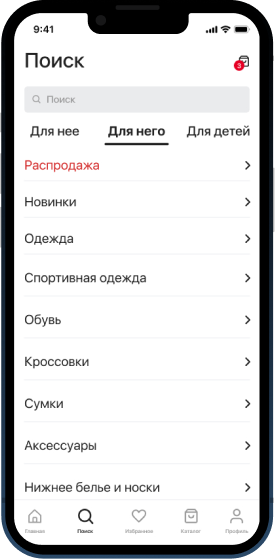 9:41
Поиск
3
Поиск
Для нее Для него Для детей
Распродажа
Новинки
Одежда
Спортивная одежда
Обувь
Кроссовки
Сумки
Аксессуары
Нижнее белье и носки
Главная Поиск Избранное Каталог Профиль